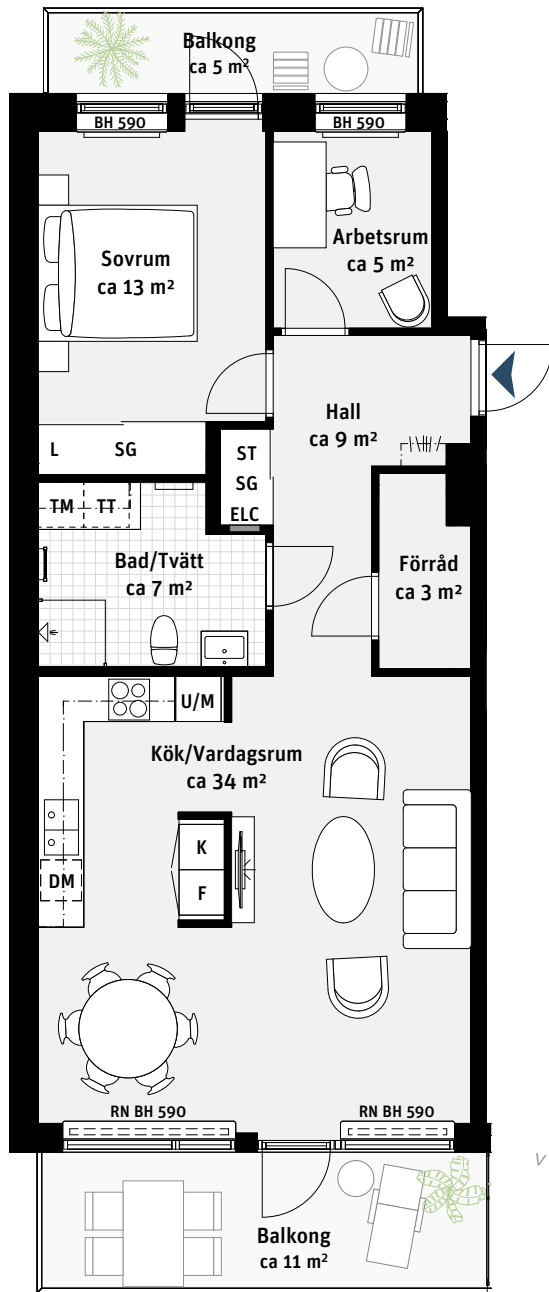 Balkong
ca 5 m²
BH 590
BH 590
Arbetsrum
ca 5 m²
Sovrum
ca 13 m²
Hall
ca 9 m²
L
SG
ST
SG
ELC
TM
TT
Bad/Tvätt
ca 7 m²
Förråd
ca 3 m²
U/M
Kök/Vardagsrum
ca 34 m²
K
F
DM
RN BH 590
RN BH 590
V
Balkong
ca 11 m²